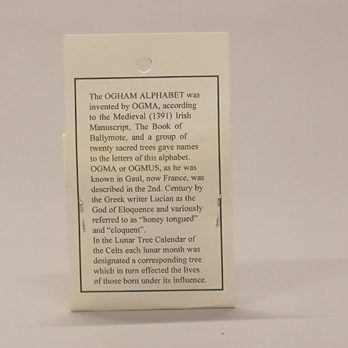 The OGHAM ALPHABET was
invented by OGMA, according
to the Medieval (1391) Irish
Manuscript, The Book of
Ballymote, and a group of
twenty sacred trees gave names
to the letters of this alphabet.
OGMA or OGMUS, as he was
known in Gaul, now France, was
described in the 2nd. Century by
the Greek writer Lucian as the
God of Eloquence and variously
referred to as "honey tongued"
and "eloquent".
In the Lunar Tree Calendar of
the Celts each lunar month was
designated a corresponding tree
which in turn effected the lives
of those born under its influence.